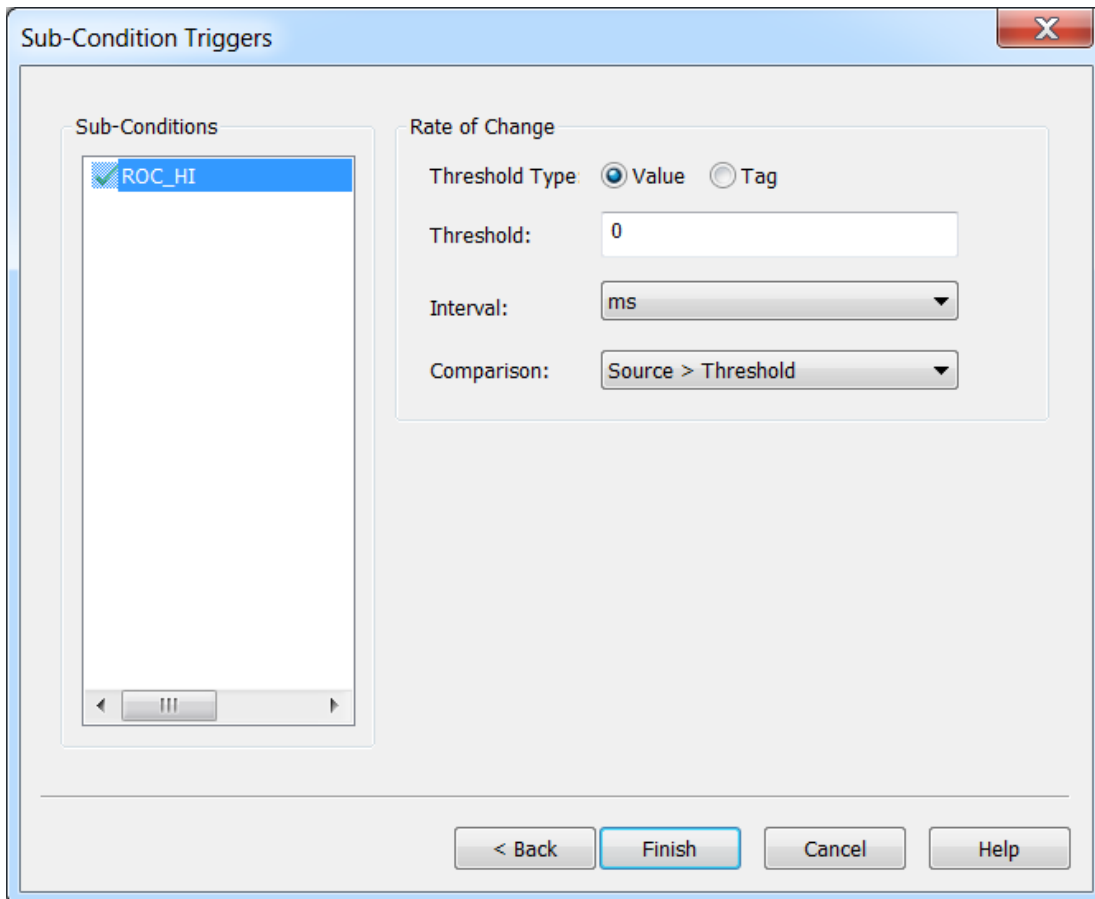 Sub-Condition Triggers
Sub-Conditions
ROC_HI
Rate of Change
Threshold Type: Value Tag
Threshold: 0
Interval: ms
Comparison: Source > Threshold
< Back Finish Cancel Help